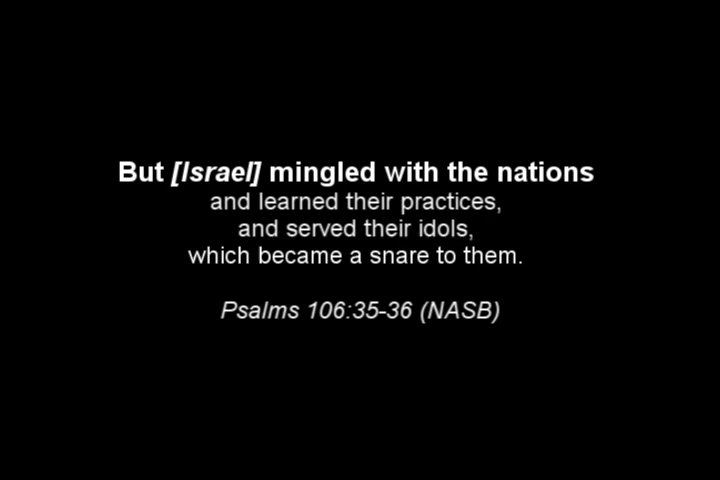 But [Israel] mingled with the nations
and learned their practices,
and served their idols,
which became a snare to them.
Psalms 106:35-36 (NASB)